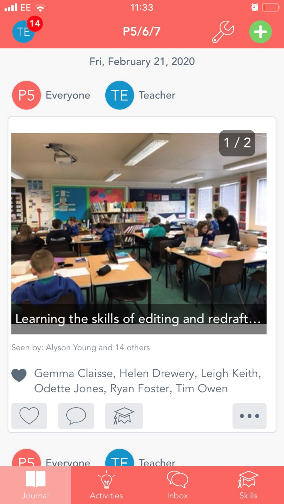 EE 11:33
TE 14 P5/6/7
Fri, February 21, 2020
P5 Everyone TE Teacher
1 / 2
Learning the skills of editing and redraft...
Seen by: Alyson Young and 14 others
Gemma Claisse, Helen Drewery, Leigh Keith,
Odette Jones, Ryan Foster, Tim Owen
P5 Everyone TE Teacher
Journal Activities Inbox Skills